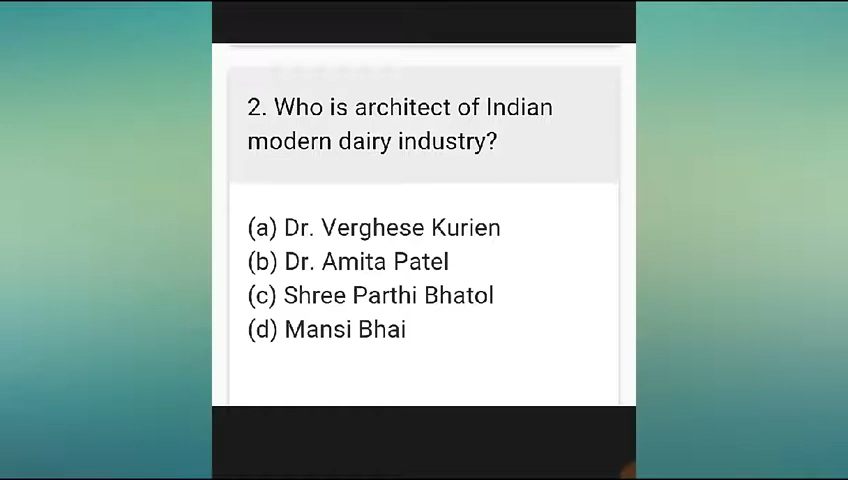 2. Who is architect of Indian
modern dairy industry?
(a) Dr. Verghese Kurien
(b) Dr. Amita Patel
(c) Shree Parthi Bhatol
(d) Mansi Bhai